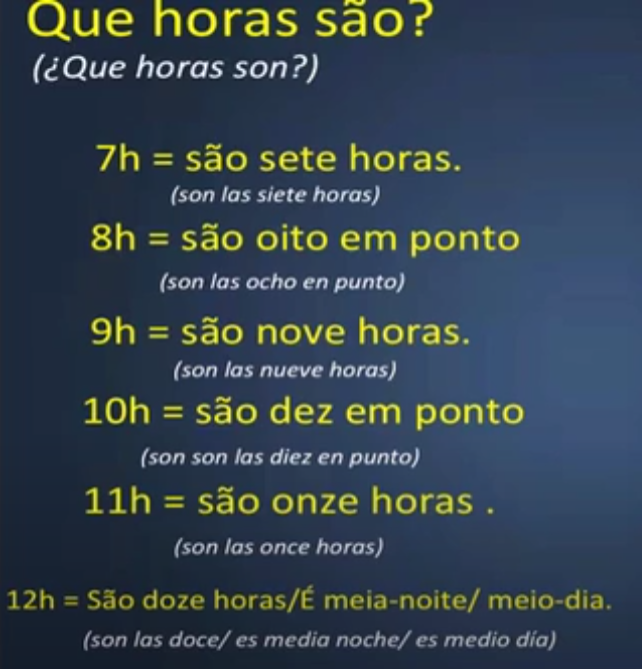 Que horas são?
(¿Que horas son?)
7h = são sete horas.
(son las siete horas)
8h = são oito em ponto
(son las ocho en punto)
9h = são nove horas.
(son las nueve horas)
10h = são dez em ponto
(son son las diez en punto)
11h = são onze horas .
(son las once horas)
12h = São doze horas/É meia-noite/ meio-dia.
(son las doce/ es media noche/ es medio día)